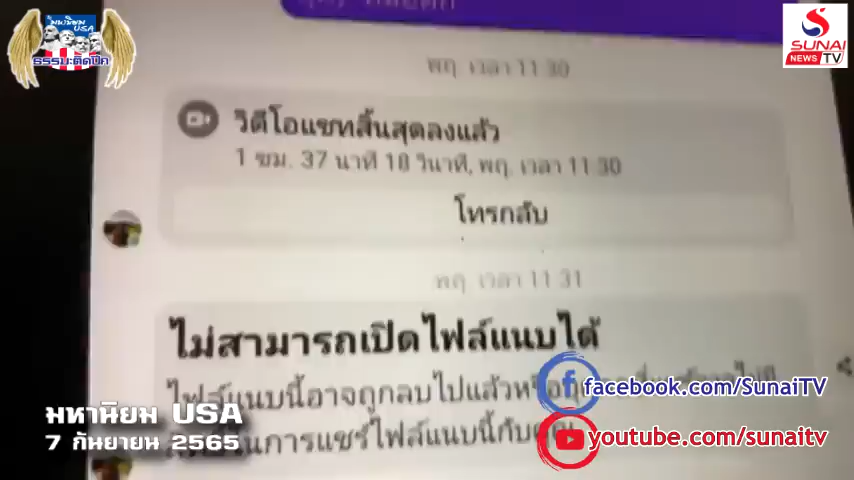 มหานิยม
USA
ธรรมะติดปีก
SUNAI
NEWS TV
พฤ. เวลา 11:30
วิดีโอแชทสิ้นสุดลงแล้ว
1 ชม. 37 นาที 18 วินาที, พฤ. เวลา 11:30
โทรกลับ
พฤ. เวลา 11:31
ไม่สามารถเปิดไฟล์แนบได้
ไฟล์แนบนี้อาจถูกลบไปแล้วหรือ
facebook.com/SunaiTV
ในการแชร์ไฟล์แนบนี้กับคุณ
youtube.com/sunaitv
มหานิยม USA
7 กันยายน 2565